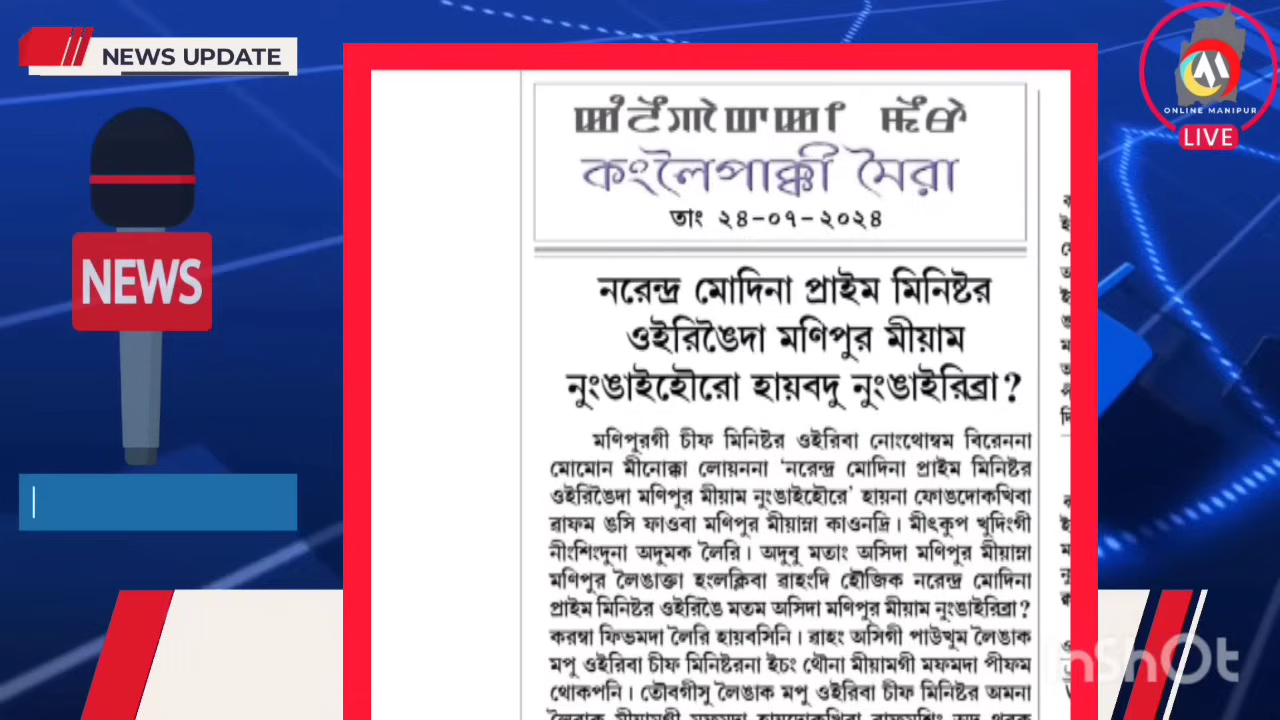 NEWS UPDATE
ONLINE MANIPUR
LIVE
NEWS
কংলৈপাক্কী মৈরা
তাং ২৪-০৭-২০২৪
নরেন্দ্র মোদিনা প্রাইম মিনিষ্টর
ওইরিঙৈদা মণিপুর মীয়াম
নুংঙাইহৌরো হায়বদু নুংঙাইরিব্রা?
মণিপুরগী চীফ মিনিষ্টর ওইরিবা নোংথোম্বম বিরেননা
মোমোন মীনোক্কা লোয়ননা ‘নরেন্দ্র মোদিনা প্রাইম মিনিষ্টর
ওইরিঙৈদা মণিপুর মীয়াম নুংঙাইহৌরে’ হায়না ফোঙদোকখিবা
ৱাফম ঙসি ফাওবা মণিপুর মীয়াম্না কাওনদ্রি। মীৎকুপ খুদিংগী
নীংশিংদুনা অদুমক লৈরি। অদুবু মতাং অসিদা মণিপুর মীয়াম্না
মণিপুর লৈঙাক্তা হংলক্লিবা ৱাহংদি হৌজিক নরেন্দ্র মোদিনা
প্রাইম মিনিষ্টর ওইরিঙৈ মতম অসিদা মণিপুর মীয়াম নুংঙাইরিব্রা?
করম্বা ফিভমদা লৈরি হায়বসিনি। ৱাহং অসিগী পাউখুম লৈঙাক
মপু ওইরিবা চীফ মিনিষ্টরনা ইচং থৌনা মীয়ামগী মফমদা পীফম
থোকপনি। তৌবগীসু লৈঙাক মপু ওইরিবা চীফ মিনিষ্টর অমনা
InShOt